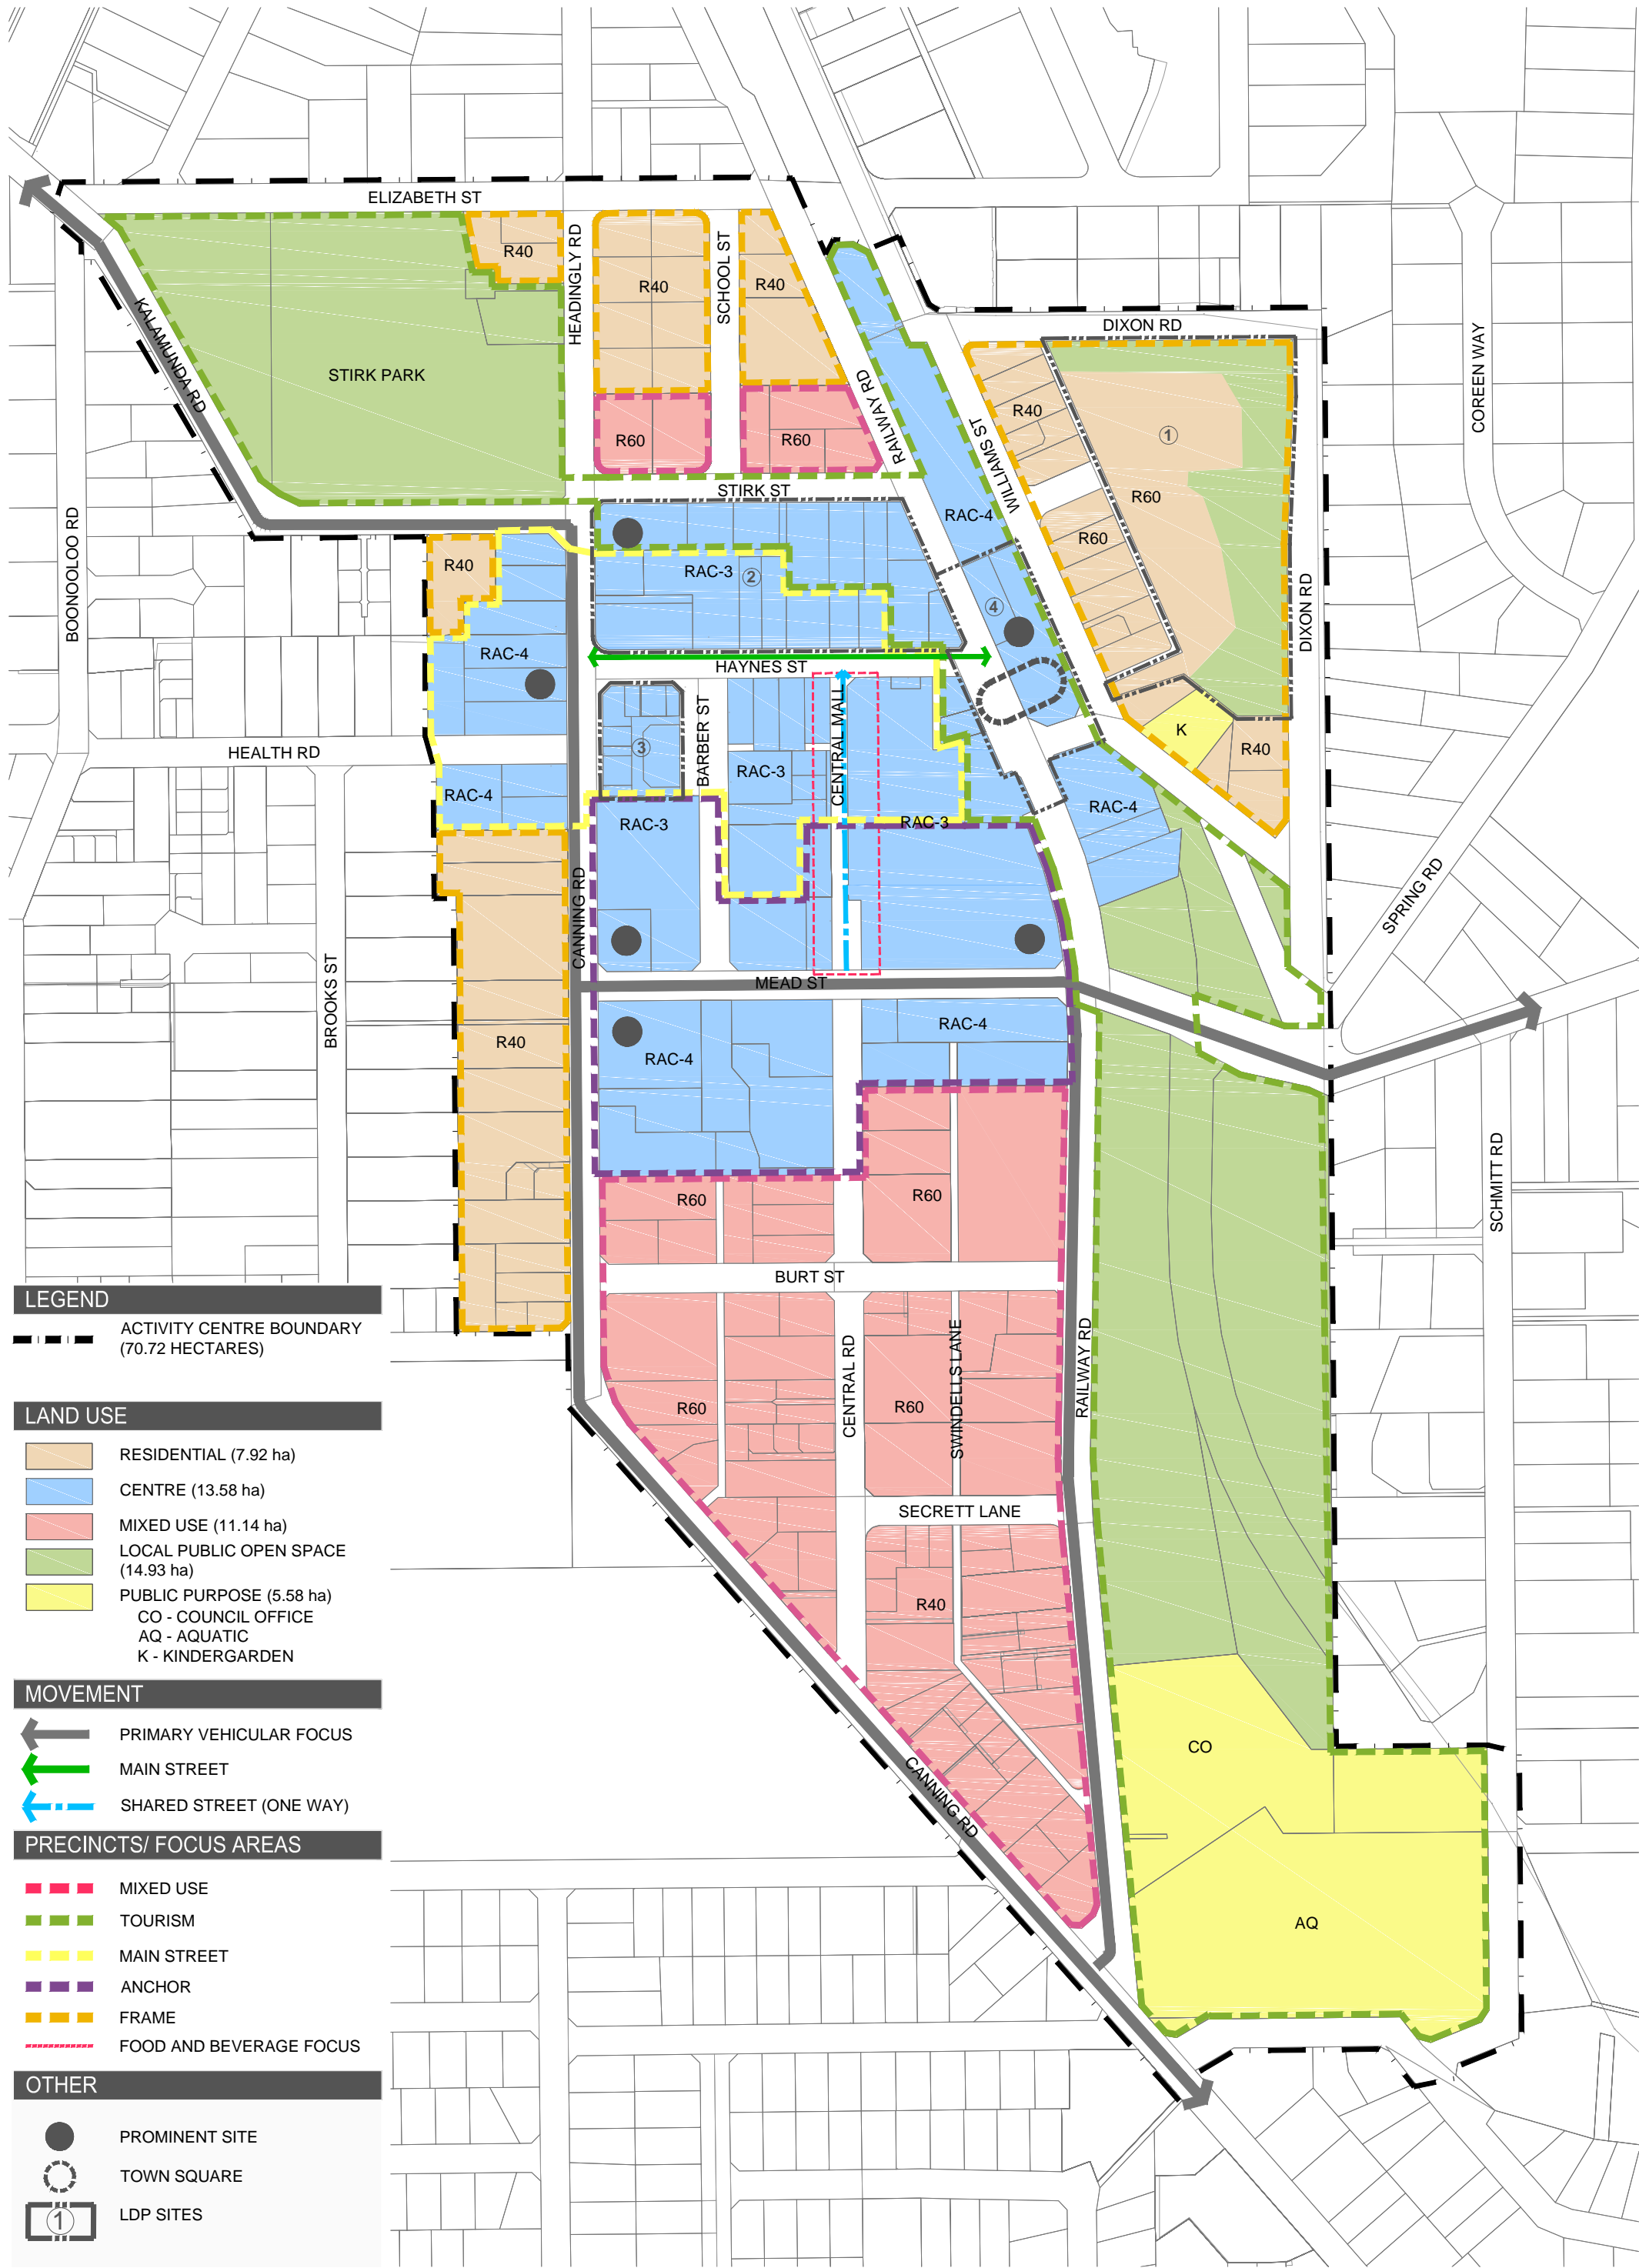 ELIZABETH ST
HEADINGLY RD
SCHOOL ST
R40
R40
R40
KALAMUNDA RD
STIRK PARK
R60
R60
RAILWAY RD
WILLIAMS ST
DIXON RD
R40
1
R60
R60
COREEN WAY
STIRK ST
RAC-4
BOONOOLOO RD
R40
RAC-3
2
4
DIXON RD
RAC-4
HAYNES ST
HEALTH RD
3
BARBER ST
RAC-3
CENTRAL MALL
K
R40
RAC-4
RAC-3
RAC-3
RAC-4
CANNING RD
SPRING RD
BROOKS ST
MEAD ST
R40
RAC-4
RAC-4
SCHMITT RD
R60
R60
BURT ST
R60
CENTRAL RD
R60
SWINDELLS LANE
RAILWAY RD
SECRETT LANE
R40
CANNING RD
CO
AQ
LEGEND
ACTIVITY CENTRE BOUNDARY
(70.72 HECTARES)
LAND USE
RESIDENTIAL (7.92 ha)
CENTRE (13.58 ha)
MIXED USE (11.14 ha)
LOCAL PUBLIC OPEN SPACE
(14.93 ha)
PUBLIC PURPOSE (5.58 ha)
CO - COUNCIL OFFICE
AQ - AQUATIC
K - KINDERGARDEN
MOVEMENT
PRIMARY VEHICULAR FOCUS
MAIN STREET
SHARED STREET (ONE WAY)
PRECINCTS/ FOCUS AREAS
MIXED USE
TOURISM
MAIN STREET
ANCHOR
FRAME
FOOD AND BEVERAGE FOCUS
OTHER
PROMINENT SITE
TOWN SQUARE
1
LDP SITES